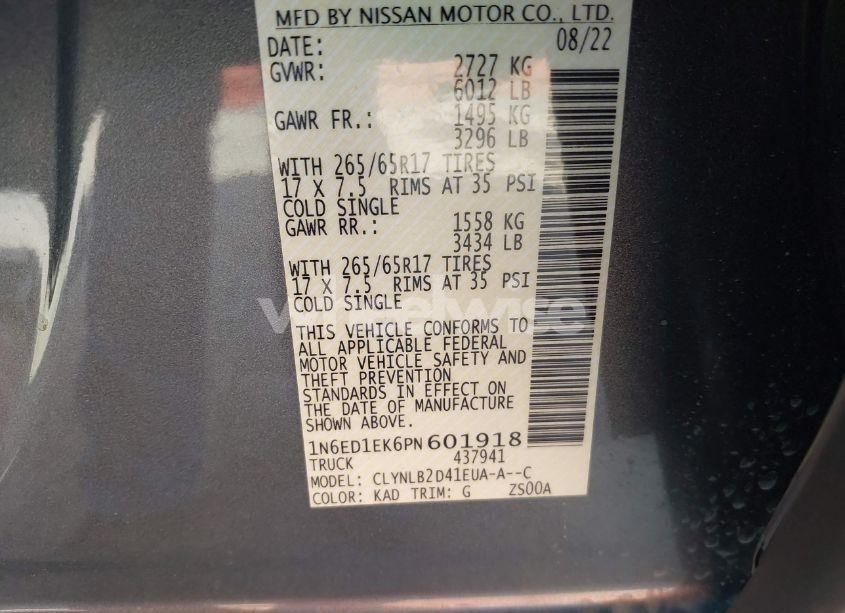 MFD BY NISSAN MOTOR CO., LTD.
DATE: 08/22
GVWR: 2727 KG
6012 LB
GAWR FR.: 1495 KG
3296 LB
WITH 265/65R17 TIRES
17 X 7.5 RIMS AT 35 PSI
COLD SINGLE
GAWR RR.: 1558 KG
3434 LB
WITH 265/65R17 TIRES
17 X 7.5 RIMS AT 35 PSI
COLD SINGLE
THIS VEHICLE CONFORMS TO
ALL APPLICABLE FEDERAL
MOTOR VEHICLE SAFETY AND
THEFT PREVENTION
STANDARDS IN EFFECT ON
THE DATE OF MANUFACTURE
SHOWN ABOVE.
1N6ED1EK6PN601918
TRUCK 437941
MODEL: CLYNLB2D41EUA-A--C
COLOR: KAD TRIM: G ZS00A